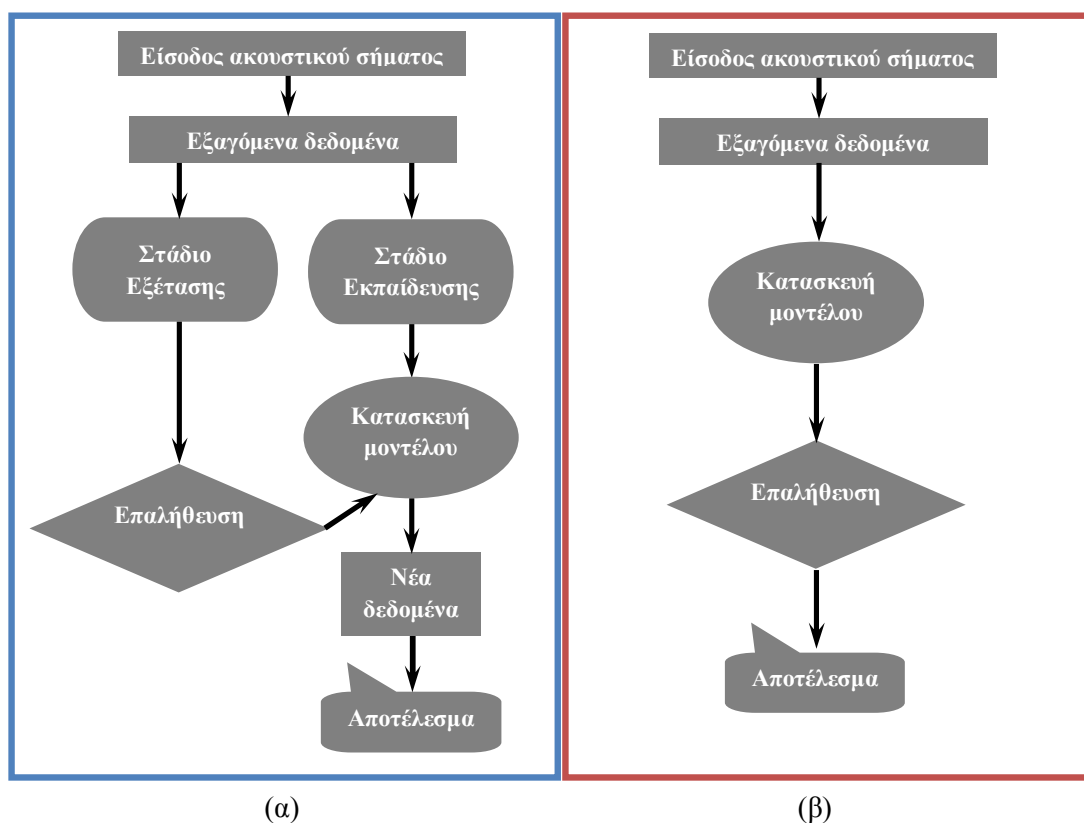 Είσοδος ακουστικού σήματος
Εξαγόμενα δεδομένα
Στάδιο
Εξέτασης
Στάδιο
Εκπαίδευσης
Κατασκευή
μοντέλου
Επαλήθευση
Νέα
δεδομένα
Αποτέλεσμα
(α)
Είσοδος ακουστικού σήματος
Εξαγόμενα δεδομένα
Κατασκευή
μοντέλου
Επαλήθευση
Αποτέλεσμα
(β)